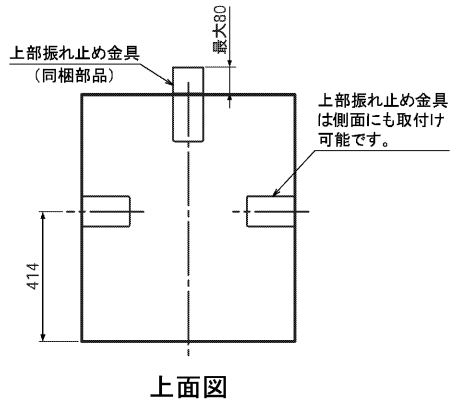 最大80
上部振れ止め金具
（同梱部品）
上部振れ止め金具
は側面にも取付け
可能です。
414
上面図